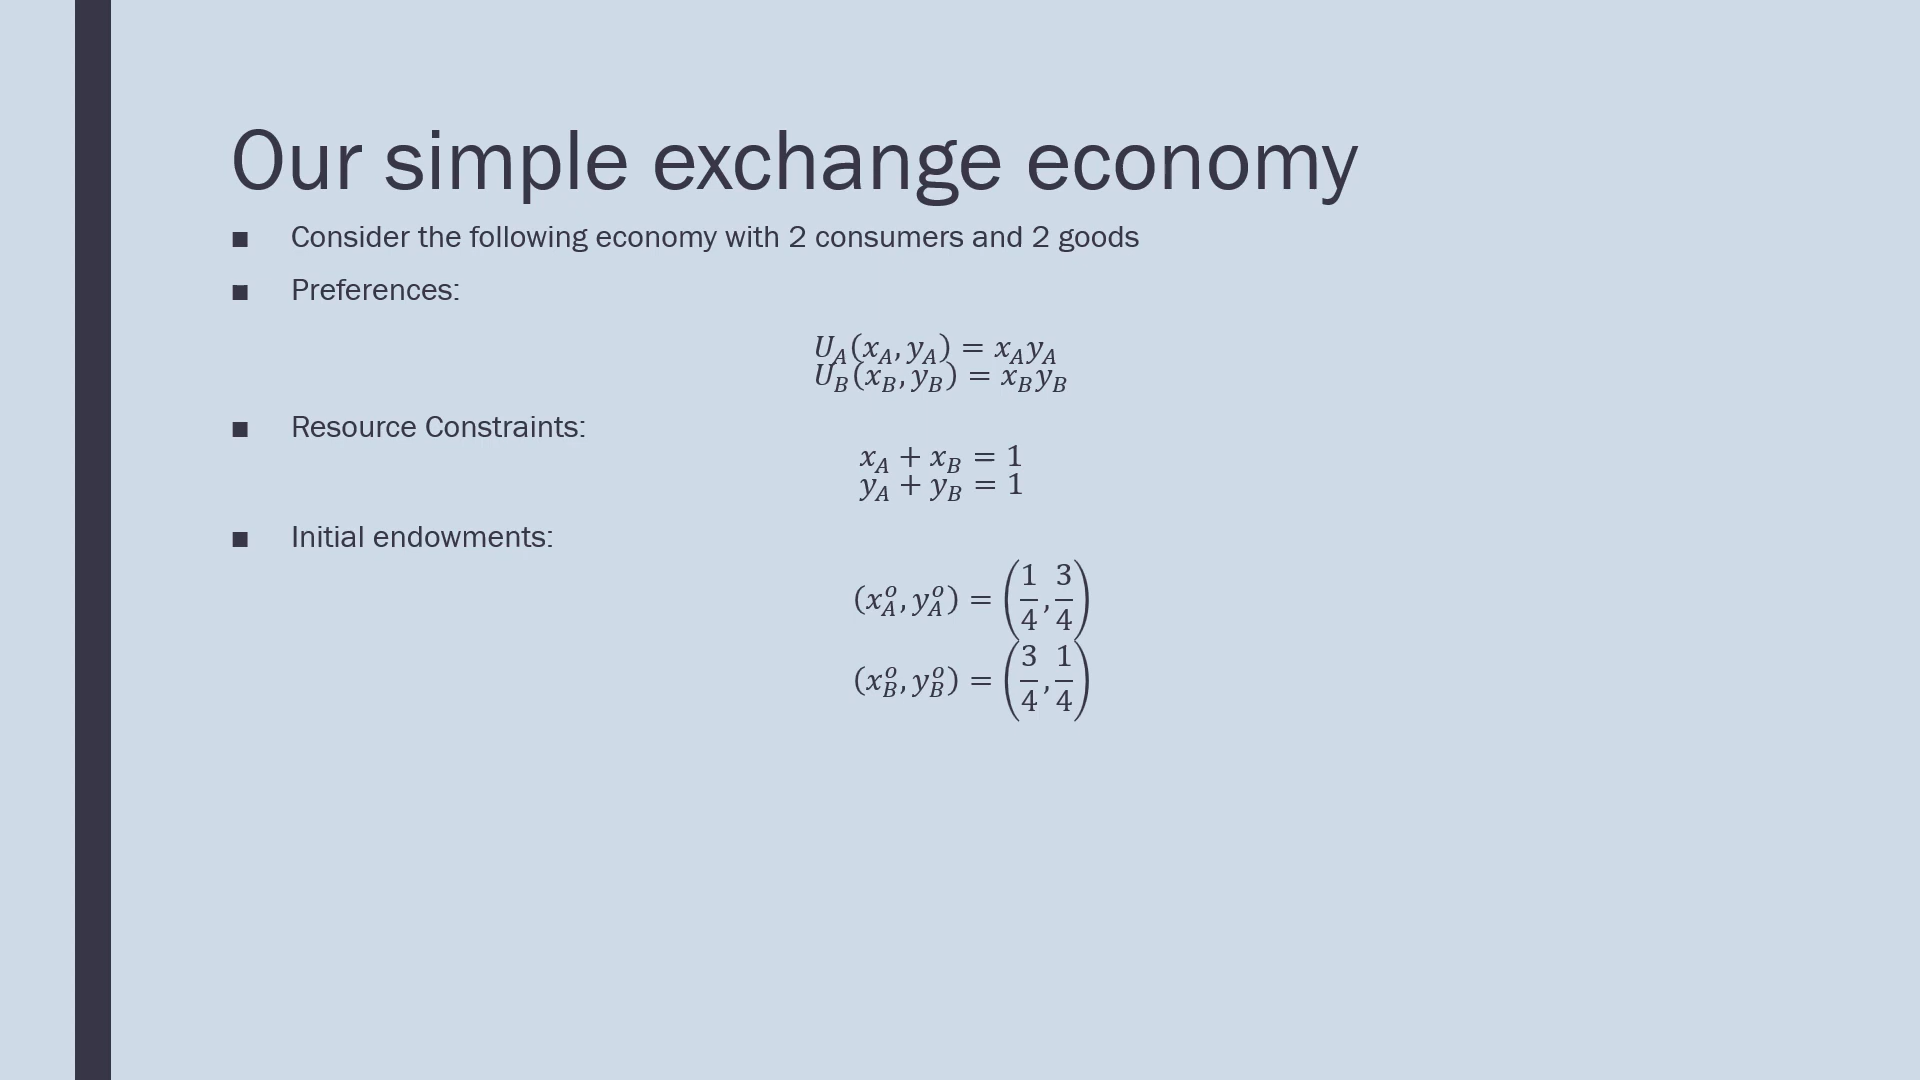 Our simple exchange economy
■ Consider the following economy with 2 consumers and 2 goods
■ Preferences:
U_A(x_A, y_A) = x_A y_A
U_B(x_B, y_B) = x_B y_B
■ Resource Constraints:
x_A + x_B = 1
y_A + y_B = 1
■ Initial endowments:
(x_A^o, y_A^o) = (1/4, 3/4)
(x_B^o, y_B^o) = (3/4, 1/4)